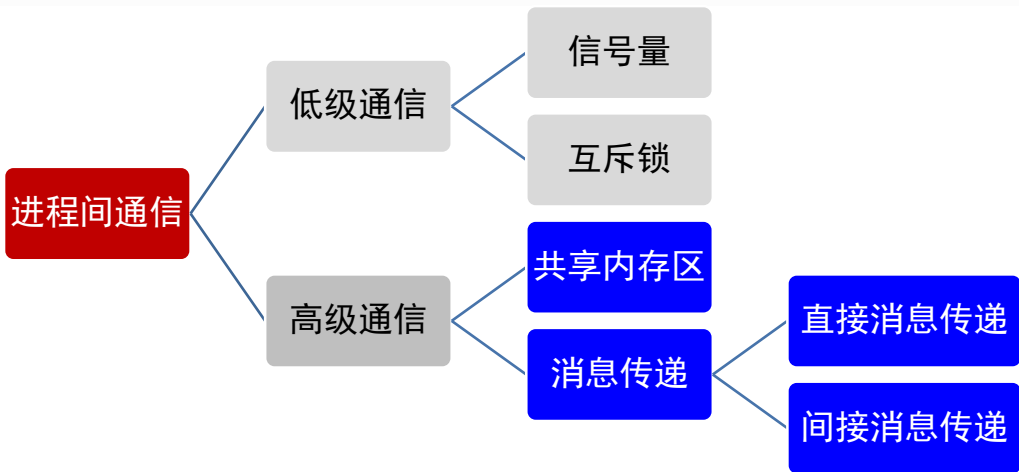 信号量
低级通信
互斥锁
进程间通信
共享内存区
高级通信
直接消息传递
消息传递
间接消息传递